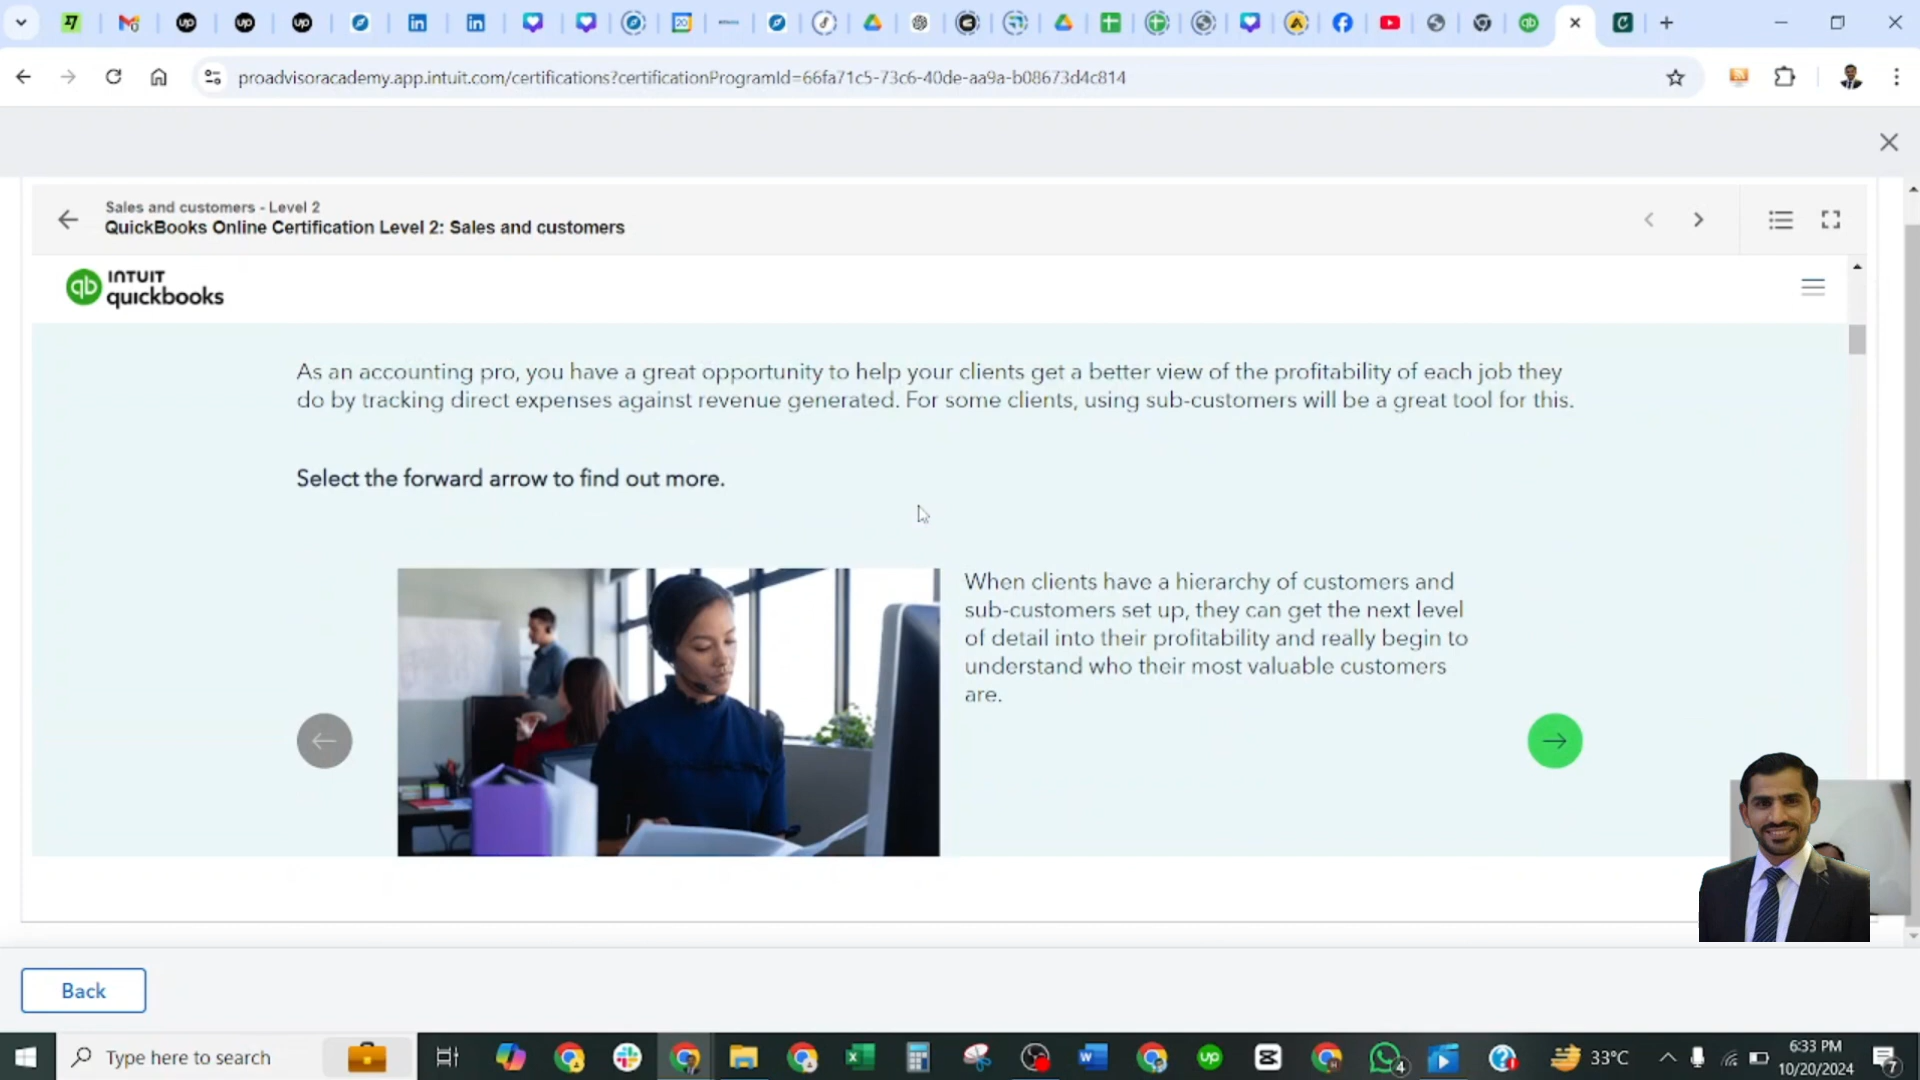 proadvisoracademy.app.intuit.com/certifications?certificationProgramId=66fa71c5-73c6-40de-aa9a-b08673d4c814
Sales and customers - Level 2
QuickBooks Online Certification Level 2: Sales and customers
INTUIT
quickbooks
As an accounting pro, you have a great opportunity to help your clients get a better view of the profitability of each job they
do by tracking direct expenses against revenue generated. For some clients, using sub-customers will be a great tool for this.
Select the forward arrow to find out more.
When clients have a hierarchy of customers and
sub-customers set up, they can get the next level
of detail into their profitability and really begin to
understand who their most valuable customers
are.
Back
Type here to search
33°C
6:33 PM
10/20/2024